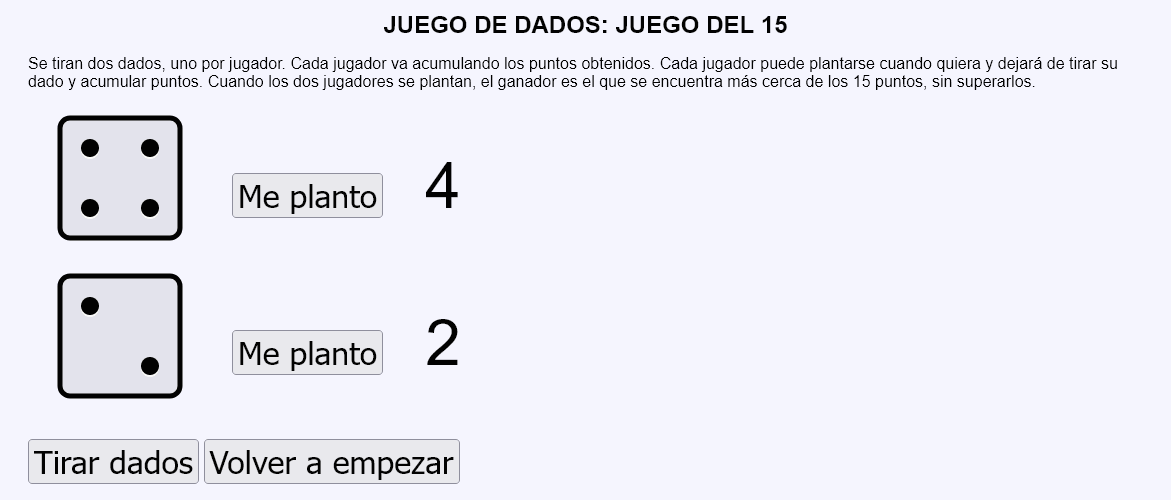 JUEGO DE DADOS: JUEGO DEL 15
Se tiran dos dados, uno por jugador. Cada jugador va acumulando los puntos obtenidos. Cada jugador puede plantarse cuando quiera y dejará de tirar su
dado y acumular puntos. Cuando los dos jugadores se plantan, el ganador es el que se encuentra más cerca de los 15 puntos, sin superarlos.
Me planto 4
Me planto 2
Tirar dados Volver a empezar